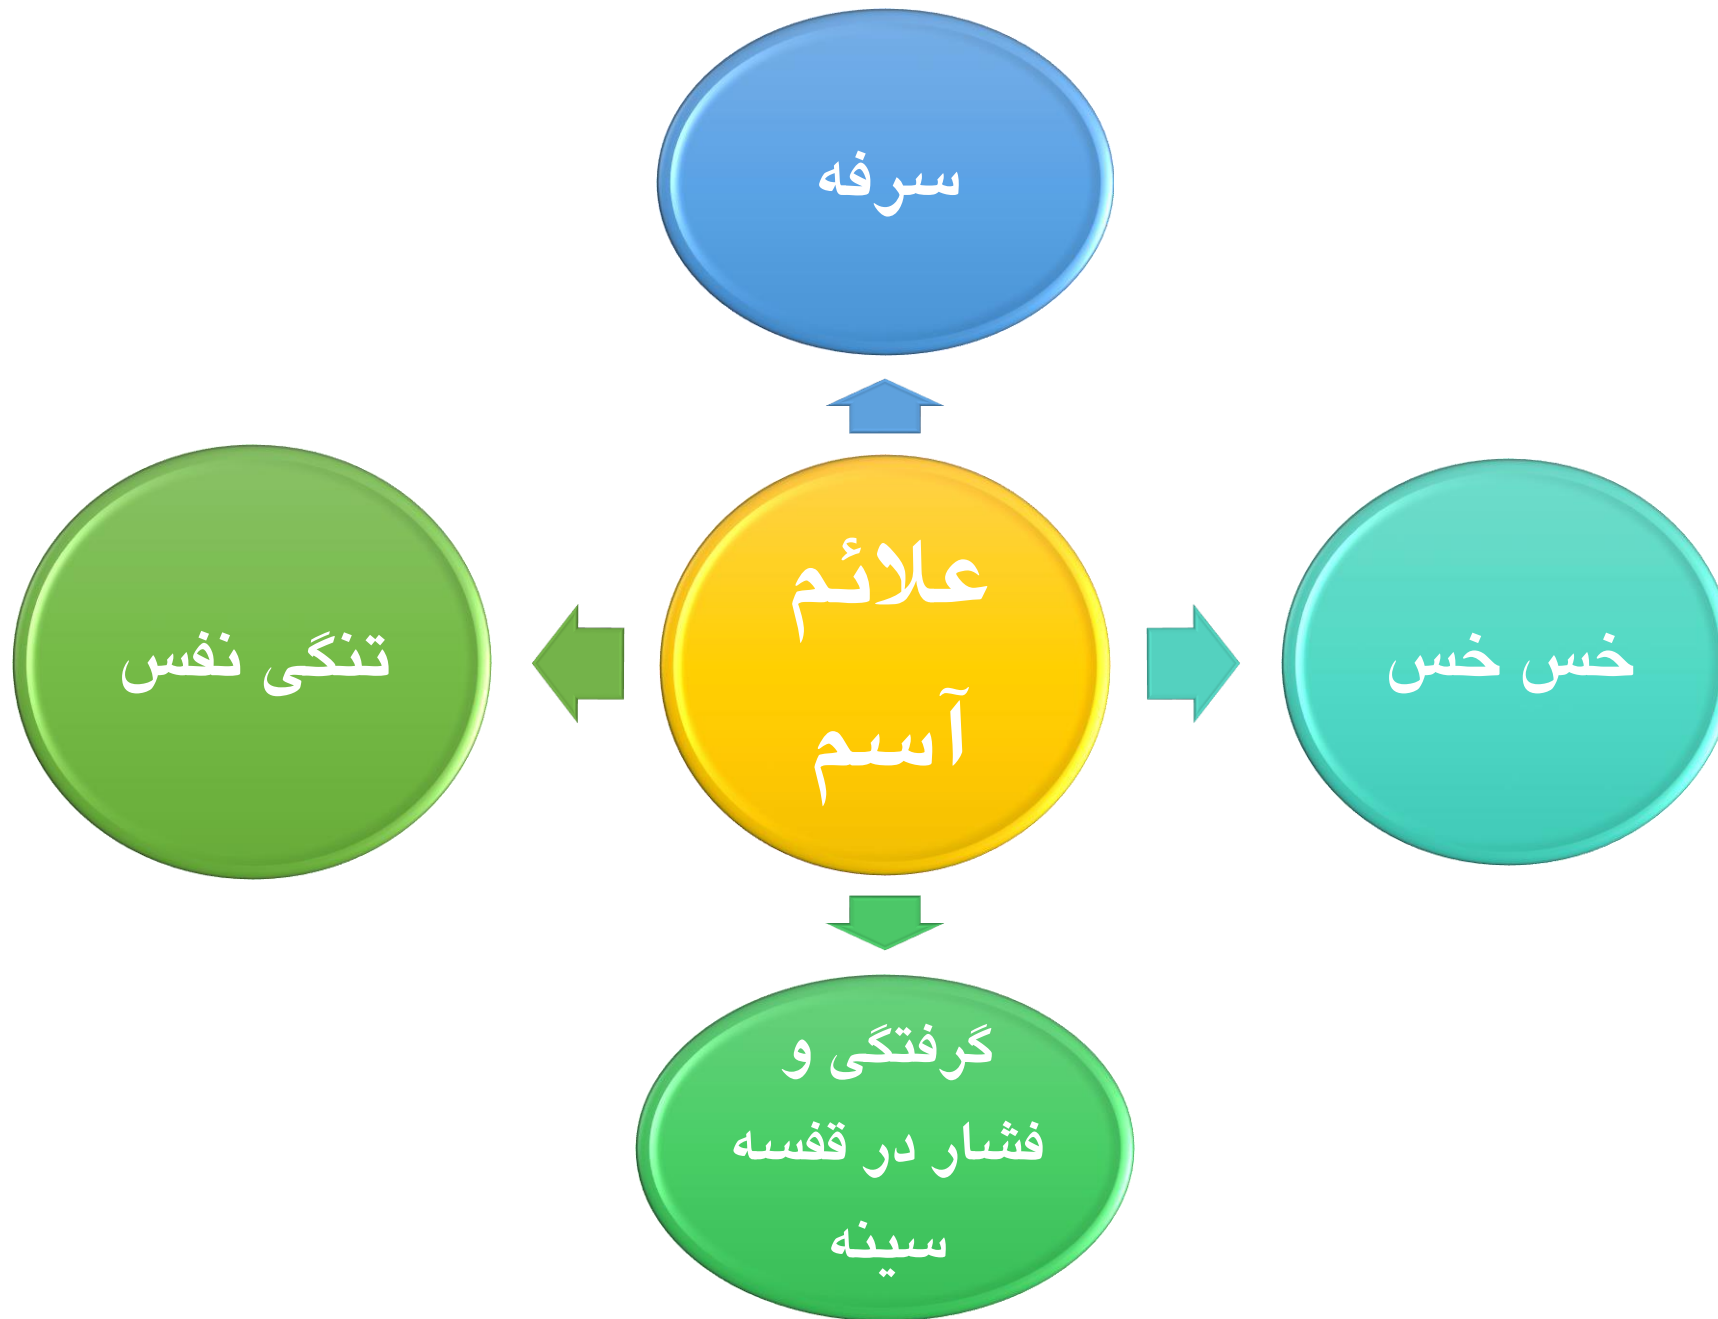 سرفه
علائم
آسم
خس خس
تنگی نفس
گرفتگی و
فشار در قفسه
سینه